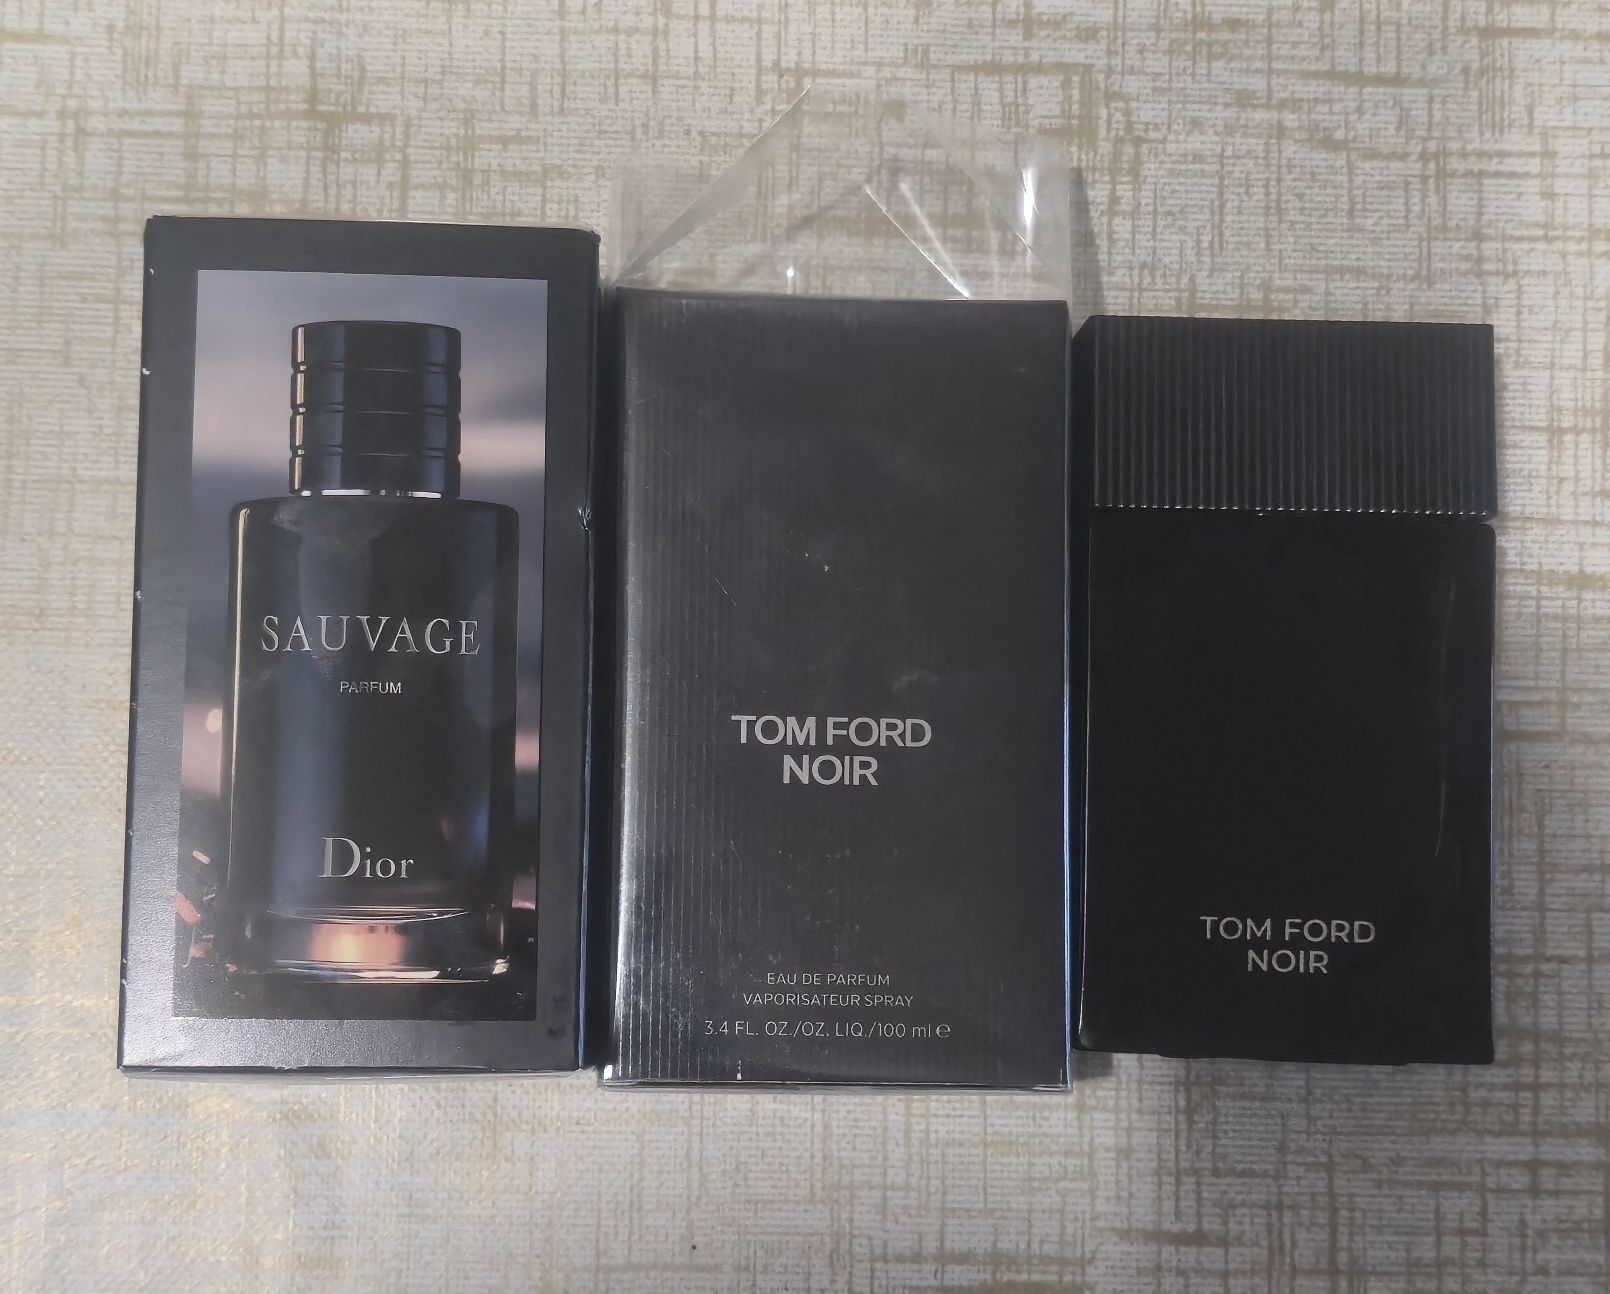 SAUVAGE
PARFUM
Dior
TOM FORD
NOIR
EAU DE PARFUM
VAPORISATEUR SPRAY
3.4 FL. OZ./OZ. LIQ./100 ml ℮
TOM FORD
NOIR